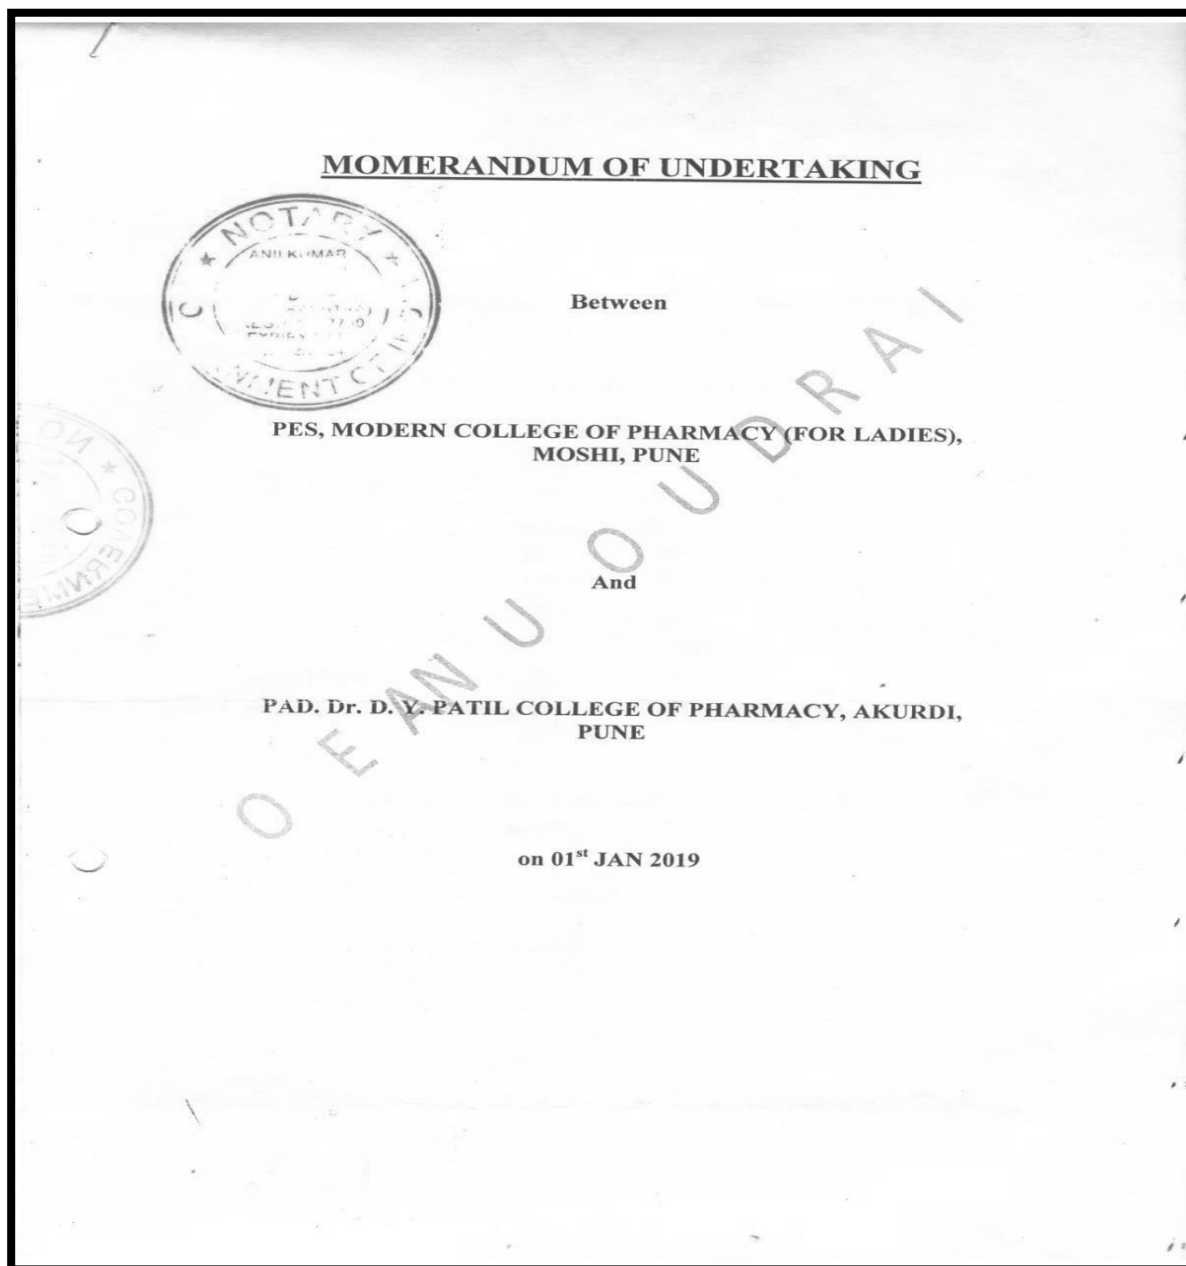 MOMERANDUM OF UNDERTAKING
NOTARY
ANIL KUMAR
Between
PES, MODERN COLLEGE OF PHARMACY (FOR LADIES),
MOSHI, PUNE
And
PAD. Dr. D. Y. PATIL COLLEGE OF PHARMACY, AKURDI,
PUNE
on 01st JAN 2019
O E A N U O U D R A I